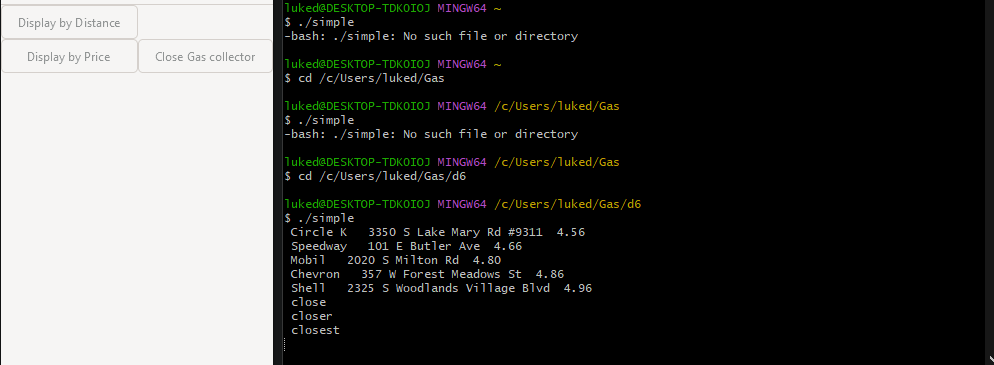 Display by Distance
Display by Price
Close Gas collector
luked@DESKTOP-TDK0IOJ MINGW64 ~
$ ./simple
-bash: ./simple: No such file or directory
luked@DESKTOP-TDK0IOJ MINGW64 ~
$ cd /c/Users/luked/Gas
luked@DESKTOP-TDK0IOJ MINGW64 /c/Users/luked/Gas
$ ./simple
-bash: ./simple: No such file or directory
luked@DESKTOP-TDK0IOJ MINGW64 /c/Users/luked/Gas
$ cd /c/Users/luked/Gas/d6
luked@DESKTOP-TDK0IOJ MINGW64 /c/Users/luked/Gas/d6
$ ./simple
Circle K   3350 S Lake Mary Rd #9311  4.56
Speedway   101 E Butler Ave  4.66
Mobil   2020 S Milton Rd  4.80
Chevron   357 W Forest Meadows St  4.86
Shell   2325 S Woodlands Village Blvd  4.96
close
closer
closest